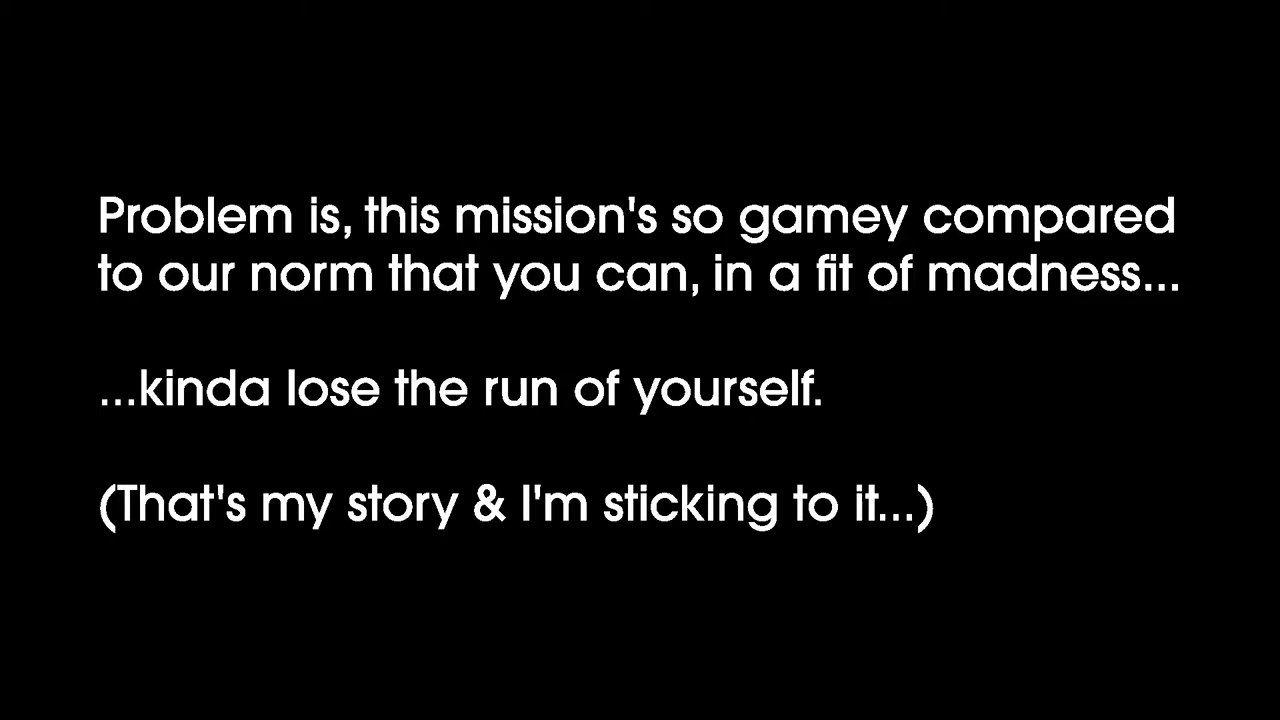 Problem is, this mission's so gamey compared
to our norm that you can, in a fit of madness...
...kinda lose the run of yourself.
(That's my story & I'm sticking to it...)